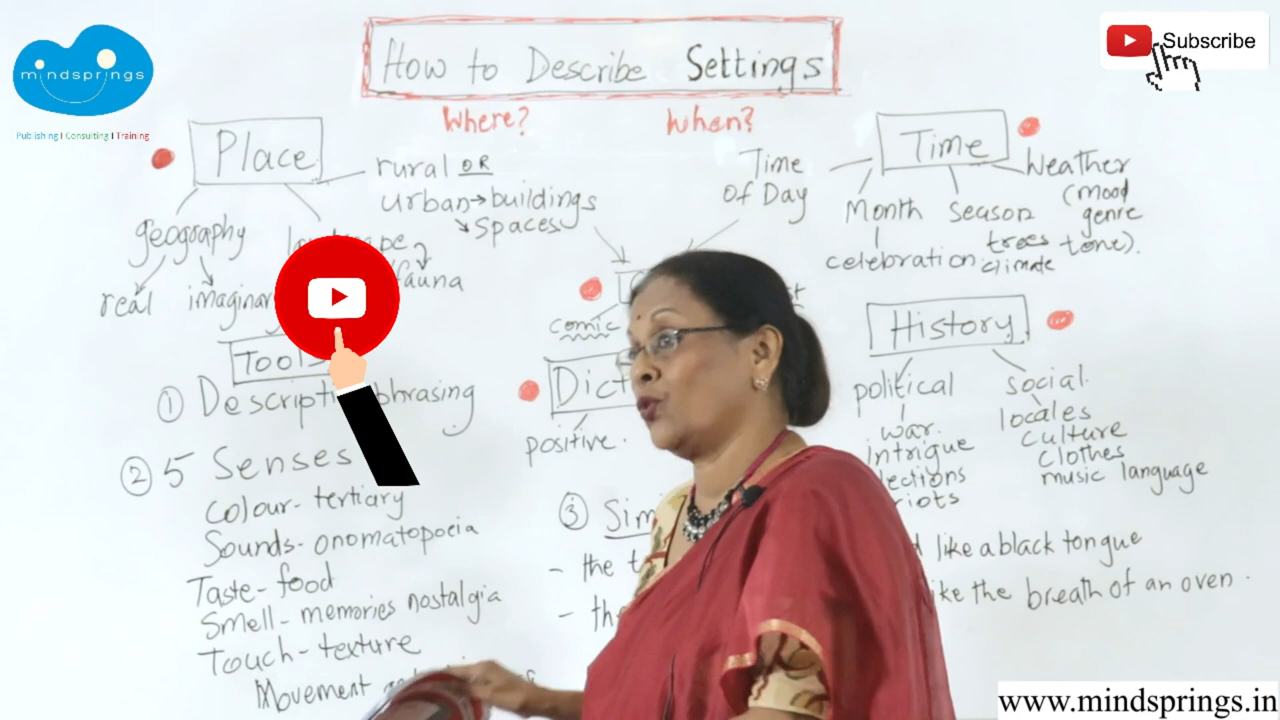 mindsprings
Publishing I Consulting I Training
Subscribe
How to Describe Settings
Where? When?
Place
rural OR
urban → buildings
↘ spaces
geography
real
fauna
Time
Time
Of Day
Month
celebration
Season
trees
climate
Weather
(mood
genre
tone).
comic
Tools
① phrasing
② 5 Senses
Colour - tertiary
Sounds - onomatopoeia
Taste - food
Smell - memories nostalgia
Touch - texture
Movement
positive.
History
political
war.
intrigue
social.
locales
culture
clothes
music language
③
- the
like a black tongue
-
the breath of an oven.
www.mindsprings.in